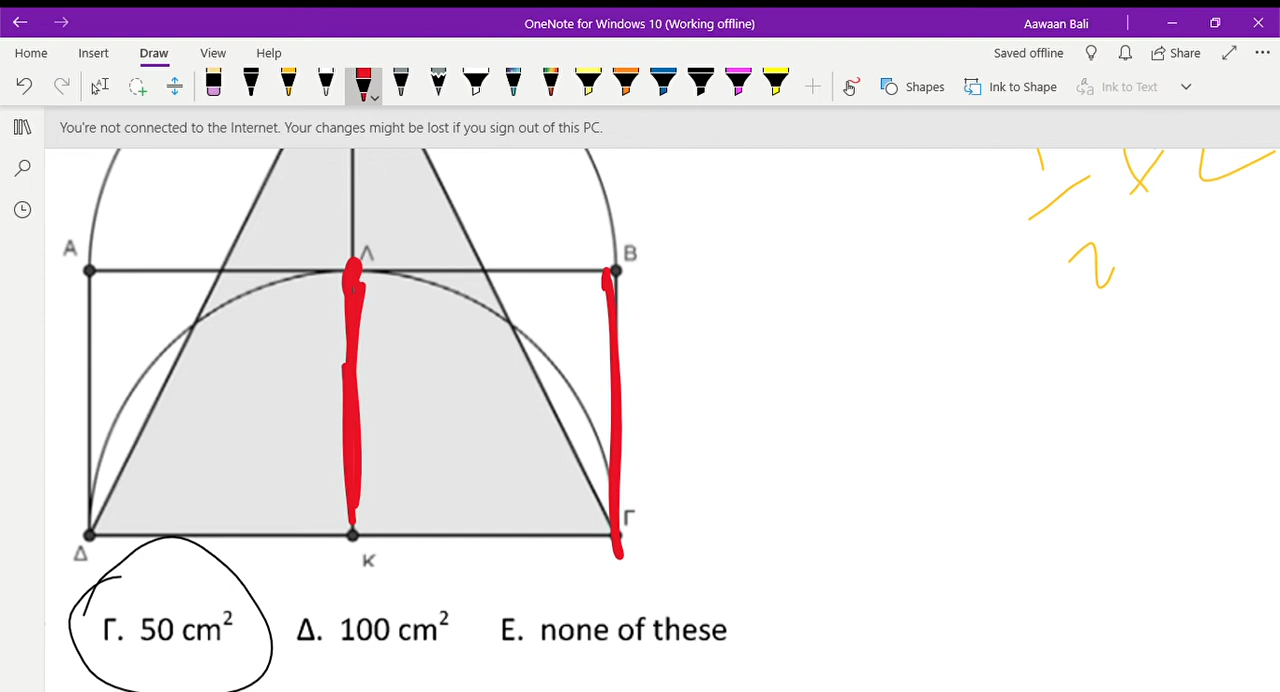 OneNote for Windows 10 (Working offline)
Aawaan Bali
Home Insert Draw View Help
Saved offline
Share
Shapes
Ink to Shape
Ink to Text
You're not connected to the Internet. Your changes might be lost if you sign out of this PC.
2
Α Λ Β
Δ Κ Γ
Γ. 50 cm²
Δ. 100 cm²
Ε. none of these